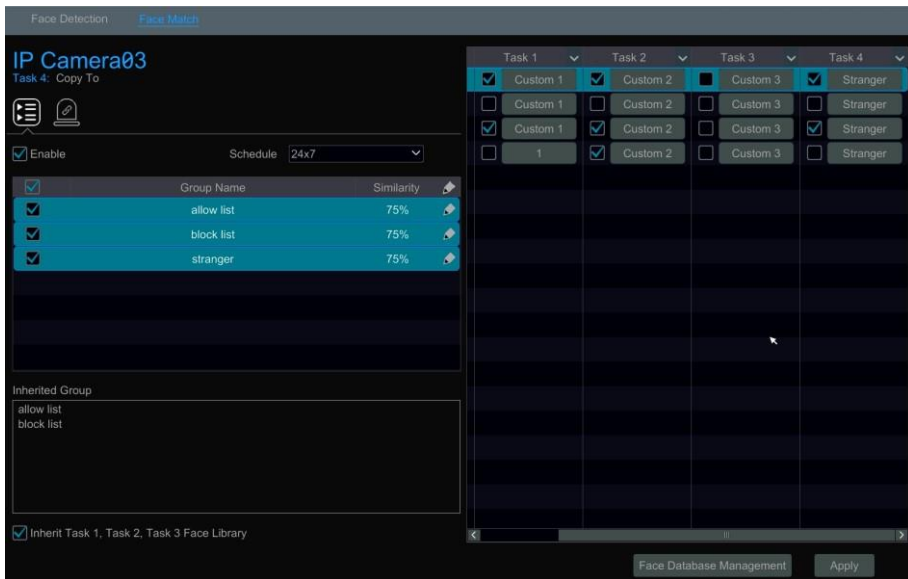 Face Detection Face Match
IP Camera03
Task 4: Copy To
Enable Schedule 24x7
Group Name Similarity
allow list 75%
block list 75%
stranger 75%
Inherited Group
allow list
block list
Inherit Task 1, Task 2, Task 3 Face Library
Task 1 Task 2 Task 3 Task 4
Custom 1 Custom 2 Custom 3 Stranger
Custom 1 Custom 2 Custom 3 Stranger
Custom 1 Custom 2 Custom 3 Stranger
1 Custom 2 Custom 3 Stranger
Face Database Management Apply